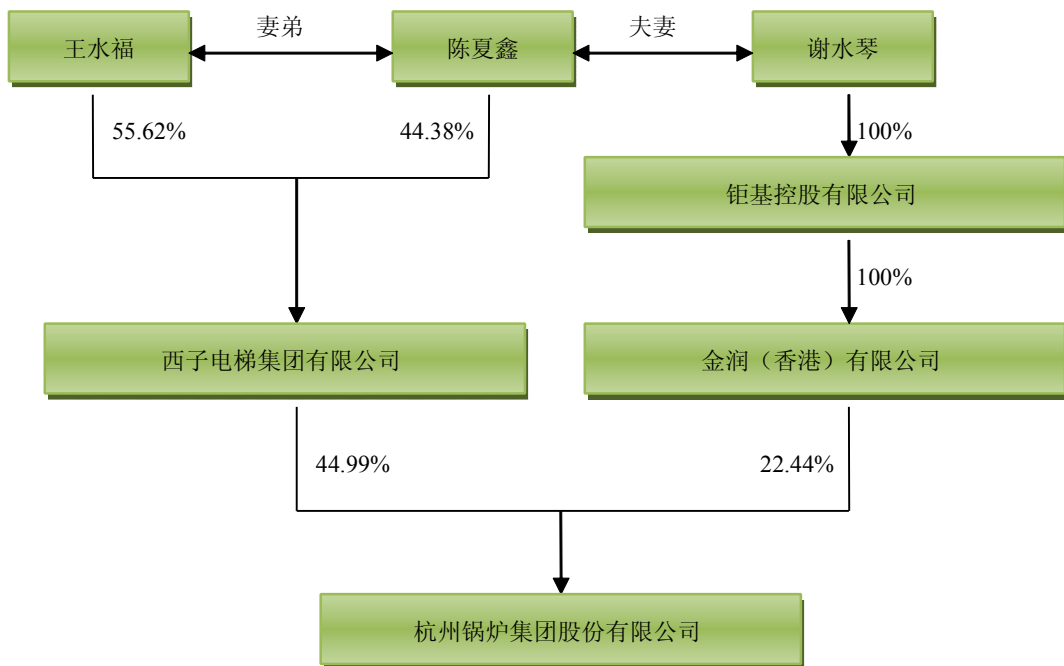 王水福
妻弟
陈夏鑫
夫妻
谢水琴
55.62%
44.38%
100%
钜基控股有限公司
100%
西子电梯集团有限公司
金润（香港）有限公司
44.99%
22.44%
杭州锅炉集团股份有限公司